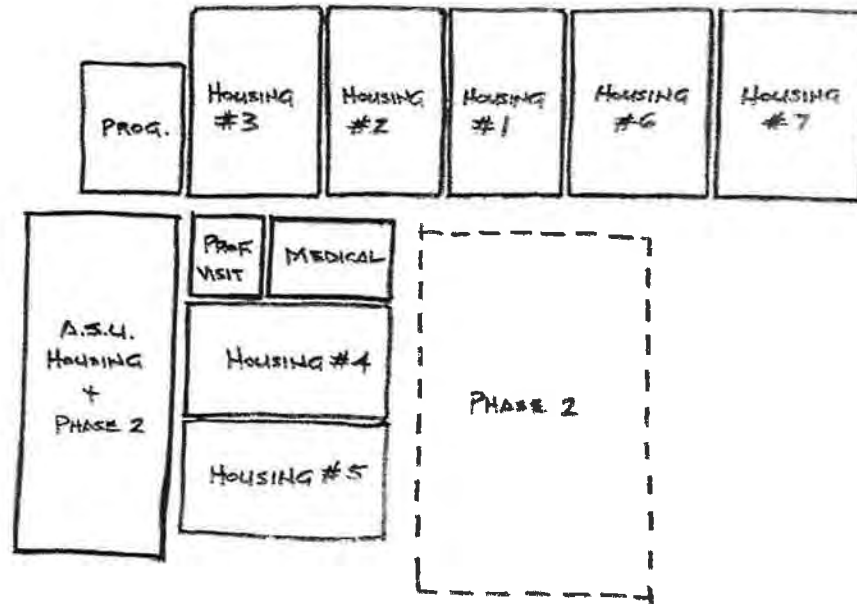 PROG.
HOUSING
#3
HOUSING
#2
HOUSING
#1
HOUSING
#6
HOUSING
#7
PROF.
VISIT
MEDICAL
A.S.U.
HOUSING
+
PHASE 2
HOUSING #4
HOUSING #5
PHASE 2